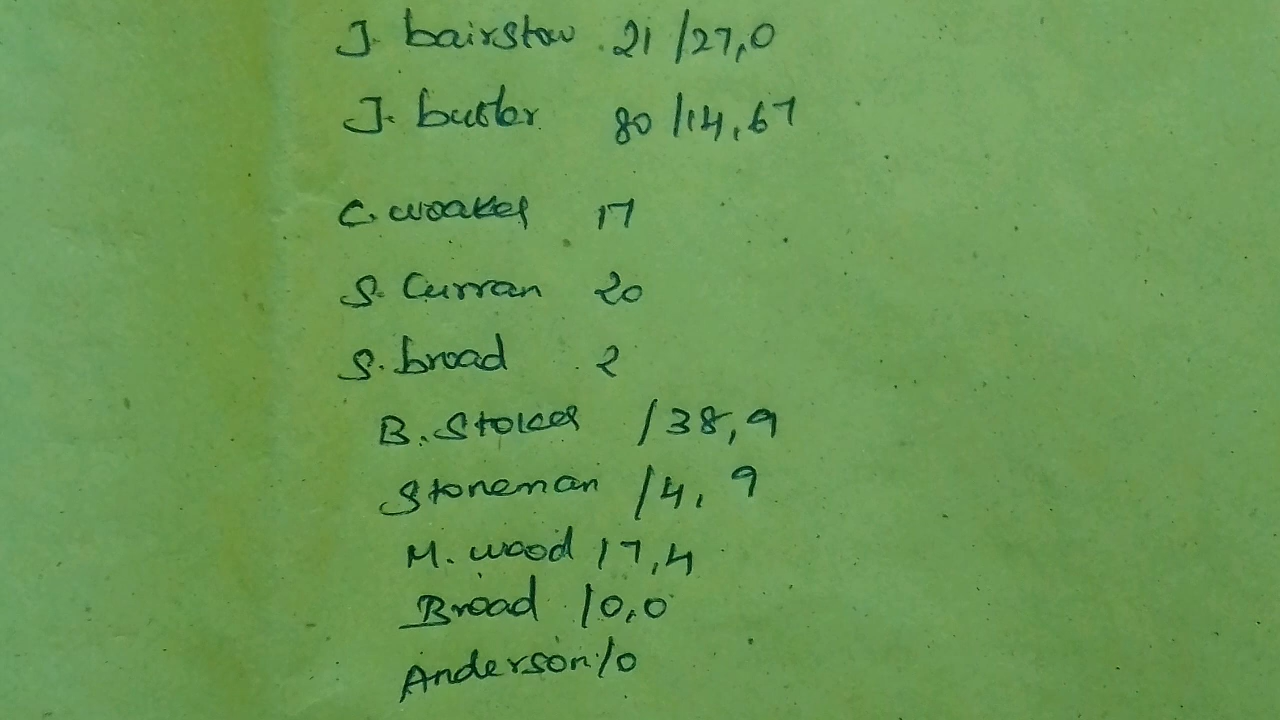 J. bairstow 21 /27,0
J. butler 80 /14,67
C. woakes 17
S. Curran 20
S. broad 2
B. Stokes /38,9
Stoneman /4, 9
M. wood /7,4
Broad /0,0
Anderson /0